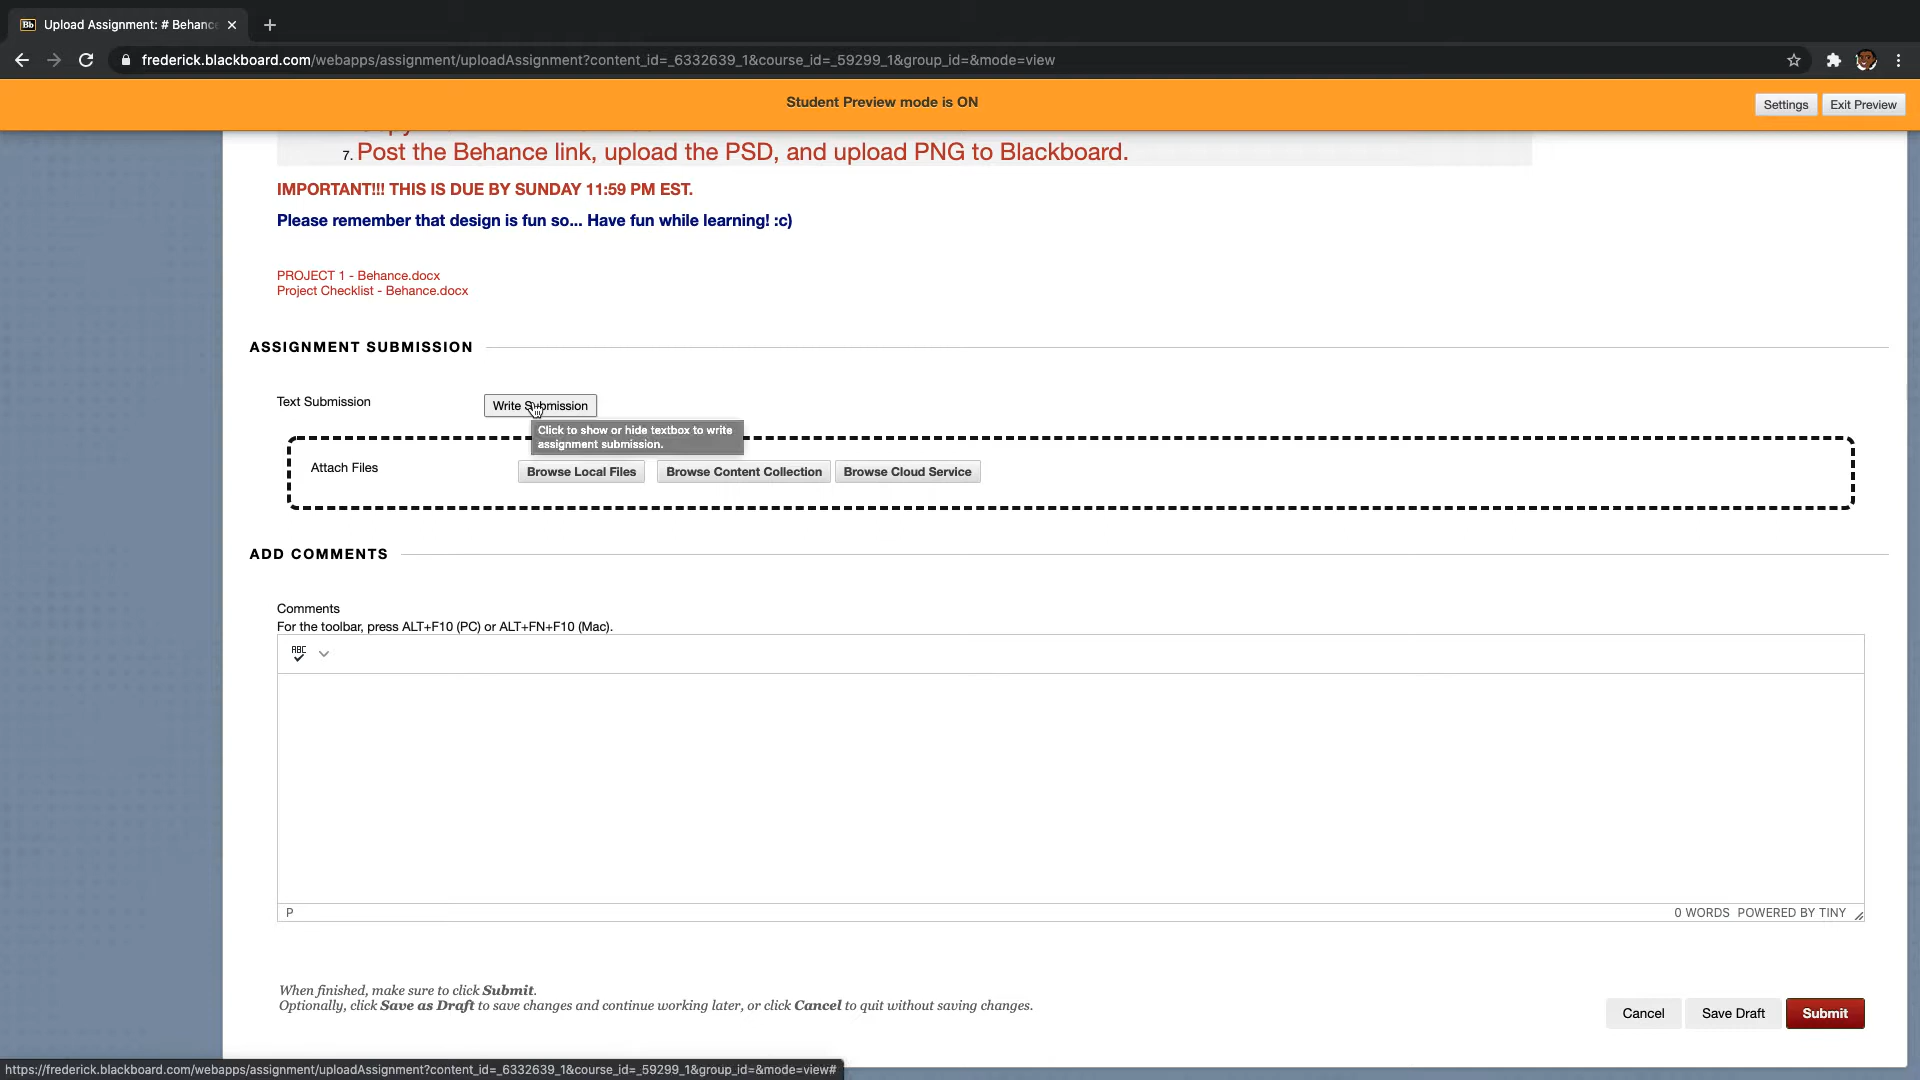 Bb Upload Assignment: # Behance
frederick.blackboard.com/webapps/assignment/uploadAssignment?content_id=_6332639_1&course_id=_59299_1&group_id=&mode=view
Student Preview mode is ON
Settings
Exit Preview
7. Post the Behance link, upload the PSD, and upload PNG to Blackboard.
IMPORTANT!!! THIS IS DUE BY SUNDAY 11:59 PM EST.
Please remember that design is fun so... Have fun while learning! :c)
PROJECT 1 - Behance.docx
Project Checklist - Behance.docx
ASSIGNMENT SUBMISSION
Text Submission
Write Submission
Click to show or hide textbox to write
assignment submission.
Attach Files
Browse Local Files
Browse Content Collection
Browse Cloud Service
ADD COMMENTS
Comments
For the toolbar, press ALT+F10 (PC) or ALT+FN+F10 (Mac).
ABC
P
0 WORDS POWERED BY TINY
When finished, make sure to click Submit.
Optionally, click Save as Draft to save changes and continue working later, or click Cancel to quit without saving changes.
Cancel
Save Draft
Submit
https://frederick.blackboard.com/webapps/assignment/uploadAssignment?content_id=_6332639_1&course_id=_59299_1&group_id=&mode=view#